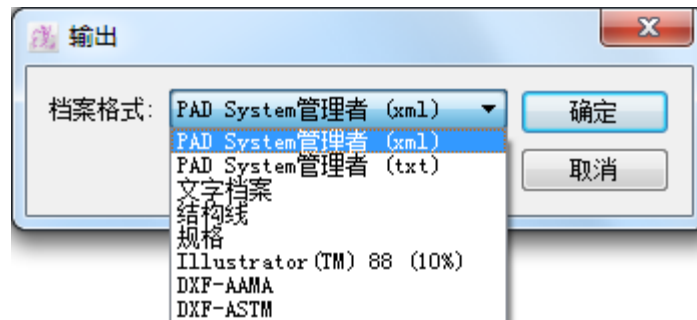 输出
档案格式: PAD System管理者 (xml) 确定
PAD System管理者 (xml)
PAD System管理者 (txt) 取消
文字档案
结构线
规格
Illustrator(TM) 88 (10%)
DXF-AAMA
DXF-ASTM